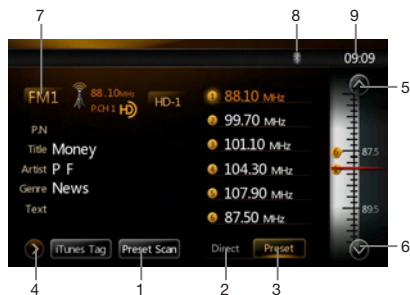 7
8
9
09:09
FM1
88.10MHz
P.CH 1 HD
HD-1
P.N
Title Money
Artist P F
Genre News
Text
1 88.10 MHz
2 99.70 MHz
3 101.10 MHz
4 104.30 MHz
5 107.90 MHz
6 87.50 MHz
5
6 87.5
89.5
6
iTunes Tag
Preset Scan
Direct
Preset
4
1
2
3